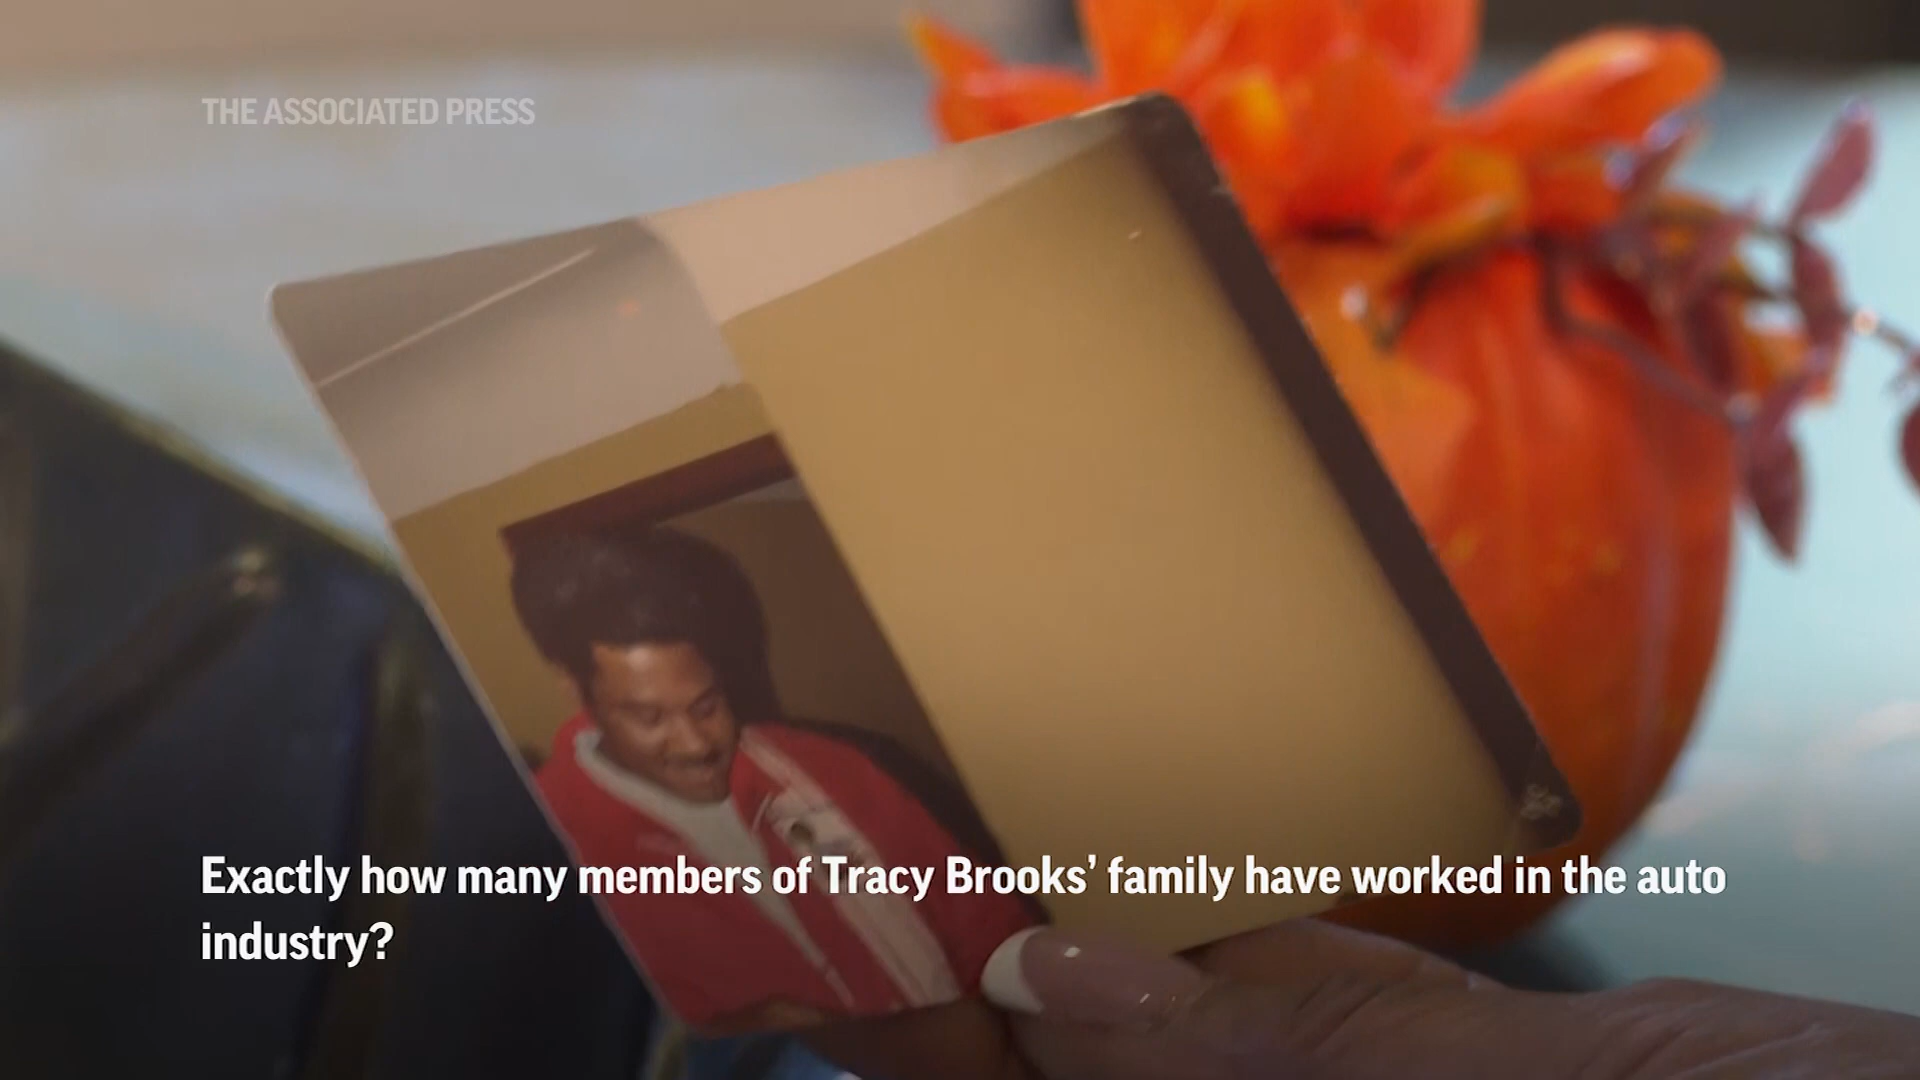 THE ASSOCIATED PRESS
Exactly how many members of Tracy Brooks’ family have worked in the auto
industry?